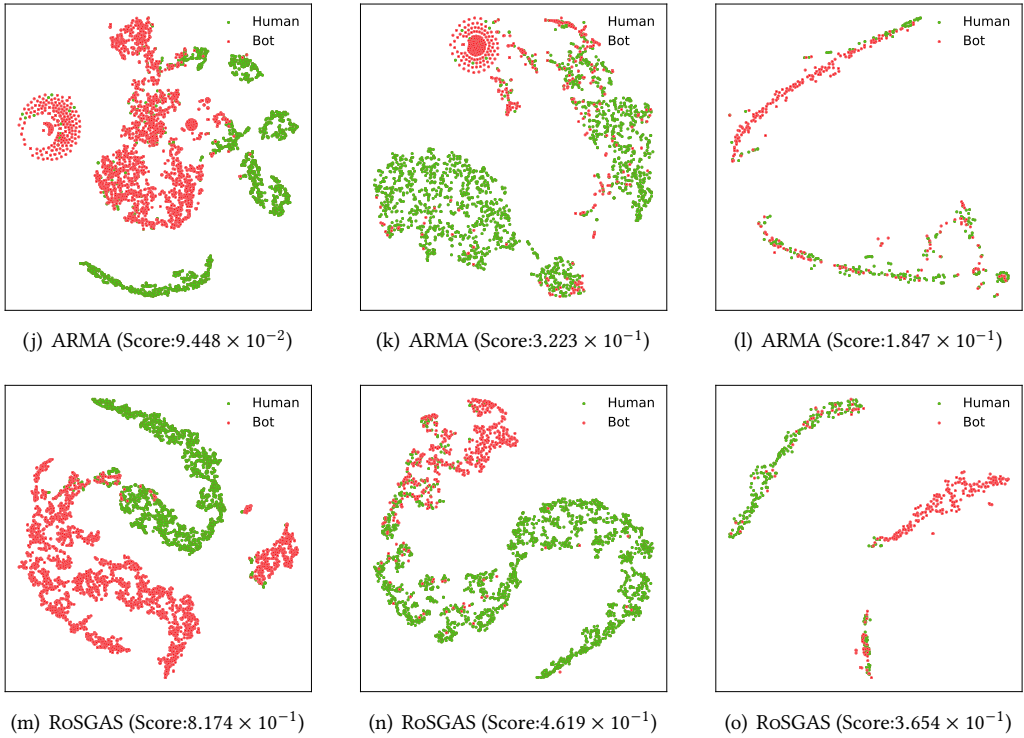 Human
Bot
Human
Bot
Human
Bot
(j) ARMA (Score:9.448 × 10⁻²)
(k) ARMA (Score:3.223 × 10⁻¹)
(l) ARMA (Score:1.847 × 10⁻¹)
Human
Bot
Human
Bot
Human
Bot
(m) RoSGAS (Score:8.174 × 10⁻¹)
(n) RoSGAS (Score:4.619 × 10⁻¹)
(o) RoSGAS (Score:3.654 × 10⁻¹)